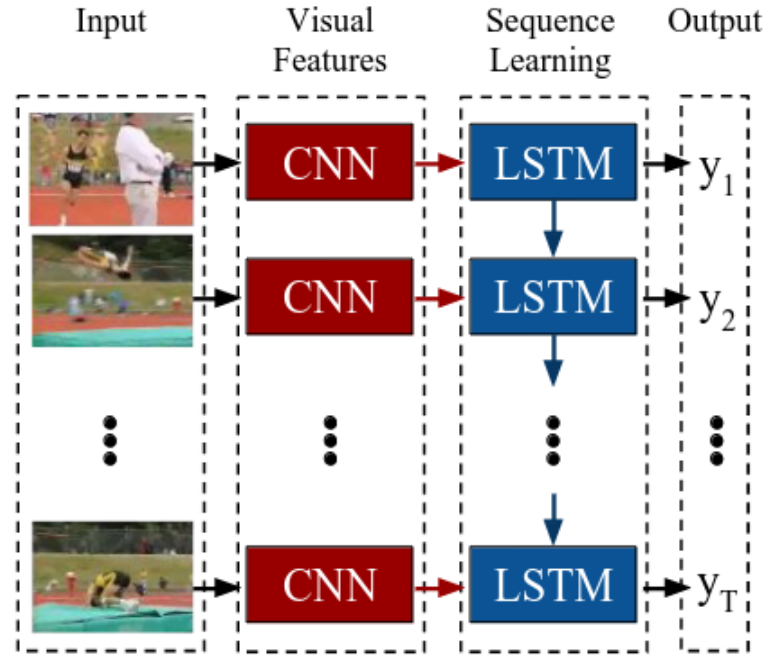 Input
Visual
Features
Sequence
Learning
Output
CNN
LSTM
y1
CNN
LSTM
y2
CNN
LSTM
yT